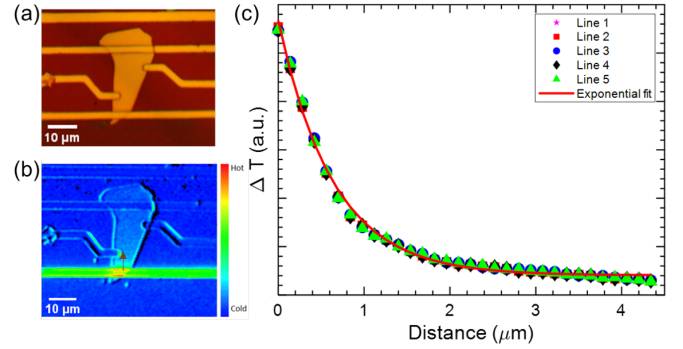 (a)
10 μm
(b)
Hot
Cold
10 μm
(c)
Line 1
Line 2
Line 3
Line 4
Line 5
Exponential fit
Δ T (a.u.)
0
1
2
3
4
Distance (μm)